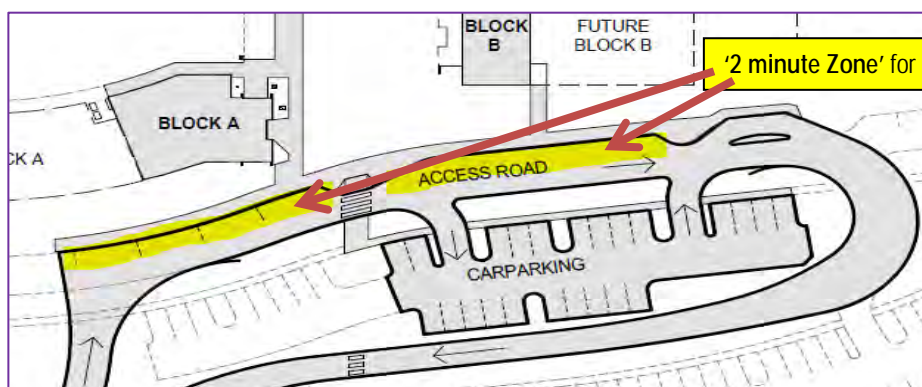 BLOCK
B
FUTURE
BLOCK B
'2 minute Zone' for
BLOCK A
CK A
ACCESS ROAD
CARPARKING